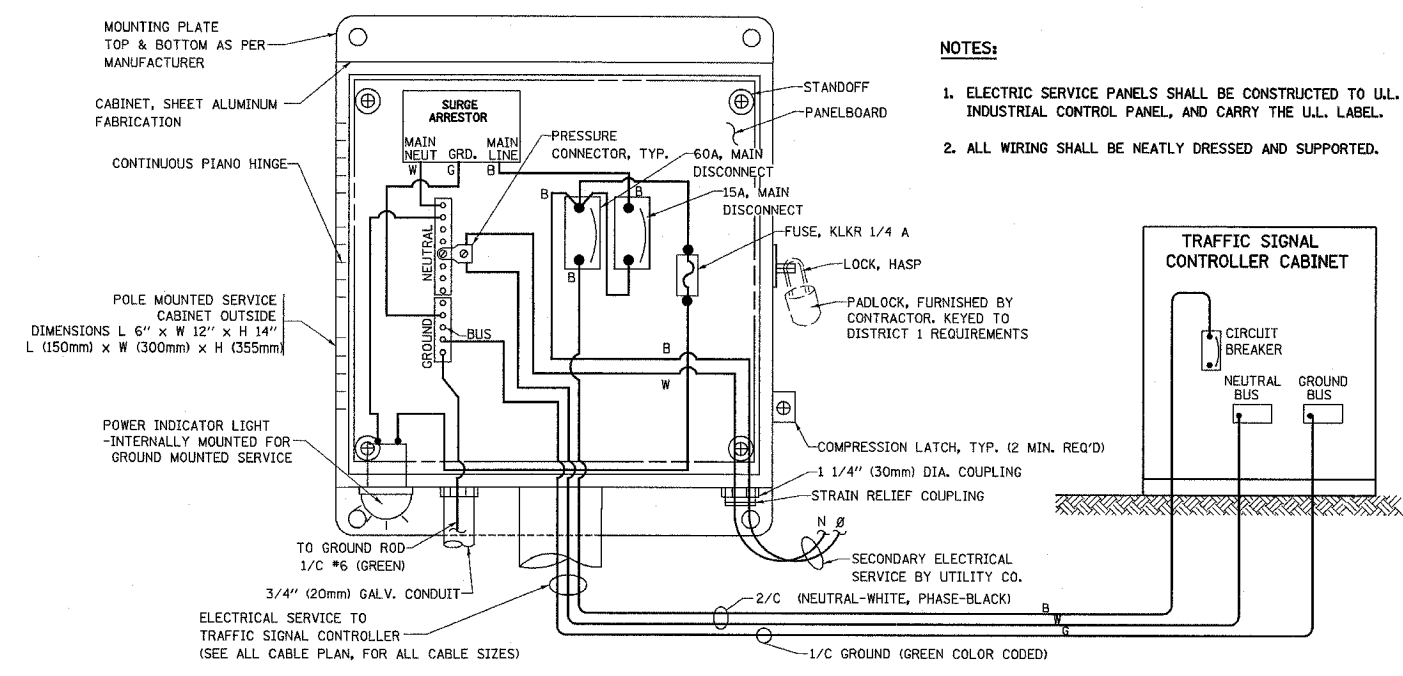 MOUNTING PLATE
TOP & BOTTOM AS PER
MANUFACTURER
CABINET, SHEET ALUMINUM
FABRICATION
CONTINUOUS PIANO HINGE
POLE MOUNTED SERVICE
CABINET OUTSIDE
DIMENSIONS L 6" x W 12" x H 14"
L (150mm) x W (300mm) x H (355mm)
POWER INDICATOR LIGHT
-INTERNALLY MOUNTED FOR
GROUND MOUNTED SERVICE
SURGE
ARRESTOR
MAIN NEUT
GRD.
MAIN LINE
W
G
B
NEUTRAL
GROUND
BUS
PRESSURE
CONNECTOR, TYP.
60A, MAIN
DISCONNECT
15A, MAIN
DISCONNECT
B
B
B
B
W
STANDOFF
PANELBOARD
FUSE, KLKR 1/4 A
LOCK, HASP
PADLOCK, FURNISHED BY
CONTRACTOR. KEYED TO
DISTRICT 1 REQUIREMENTS
COMPRESSION LATCH, TYP. (2 MIN. REQ'D)
1 1/4" (30mm) DIA. COUPLING
STRAIN RELIEF COUPLING
N Ø
SECONDARY ELECTRICAL
SERVICE BY UTILITY CO.
TO GROUND ROD
1/C #6 (GREEN)
3/4" (20mm) GALV. CONDUIT
ELECTRICAL SERVICE TO
TRAFFIC SIGNAL CONTROLLER
(SEE ALL CABLE PLAN, FOR ALL CABLE SIZES)
2/C (NEUTRAL-WHITE, PHASE-BLACK)
B
W
G
1/C GROUND (GREEN COLOR CODED)
NOTES:
1. ELECTRIC SERVICE PANELS SHALL BE CONSTRUCTED TO U.L.
INDUSTRIAL CONTROL PANEL, AND CARRY THE U.L. LABEL.
2. ALL WIRING SHALL BE NEATLY DRESSED AND SUPPORTED.
TRAFFIC SIGNAL
CONTROLLER CABINET
CIRCUIT
BREAKER
NEUTRAL
BUS
GROUND
BUS